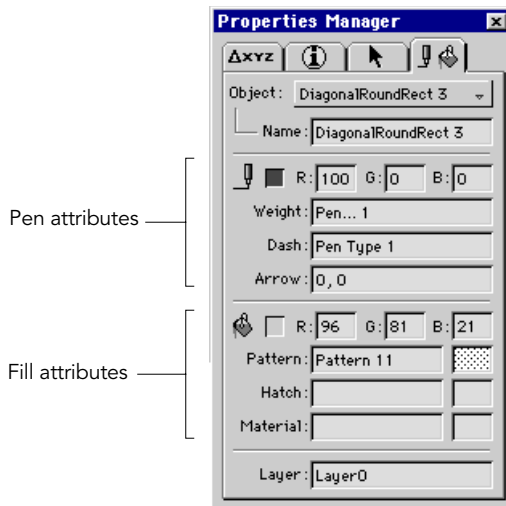 Properties Manager
Δxyz
Object: DiagonalRoundRect 3
Name: DiagonalRoundRect 3
Pen attributes
R: 100 G: 0 B: 0
Weight: Pen... 1
Dash: Pen Type 1
Arrow: 0, 0
Fill attributes
R: 96 G: 81 B: 21
Pattern: Pattern 11
Hatch:
Material:
Layer: Layer0